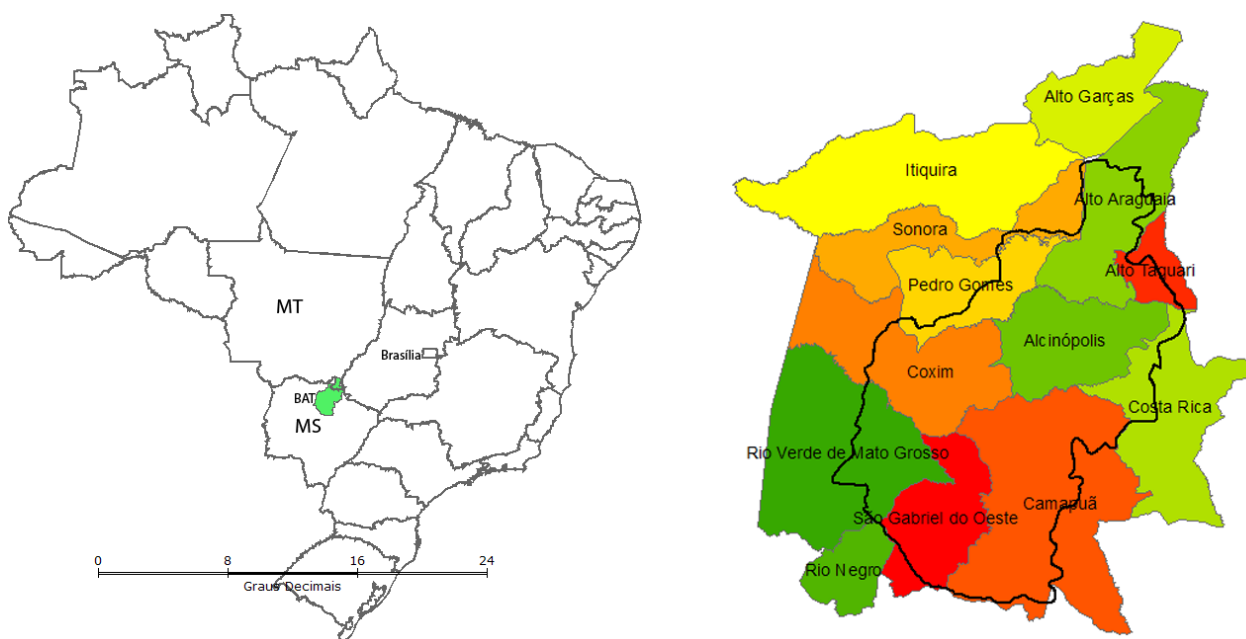 MT
Brasília
BAT
MS
0 8 16 24
Graus Decimais
Alto Garças
Itiquira
Alto Araguaia
Sonora
Alto Taquari
Pedro Gomes
Alcinópolis
Coxim
Costa Rica
Rio Verde de Mato Grosso
Camapuã
São Gabriel do Oeste
Rio Negro